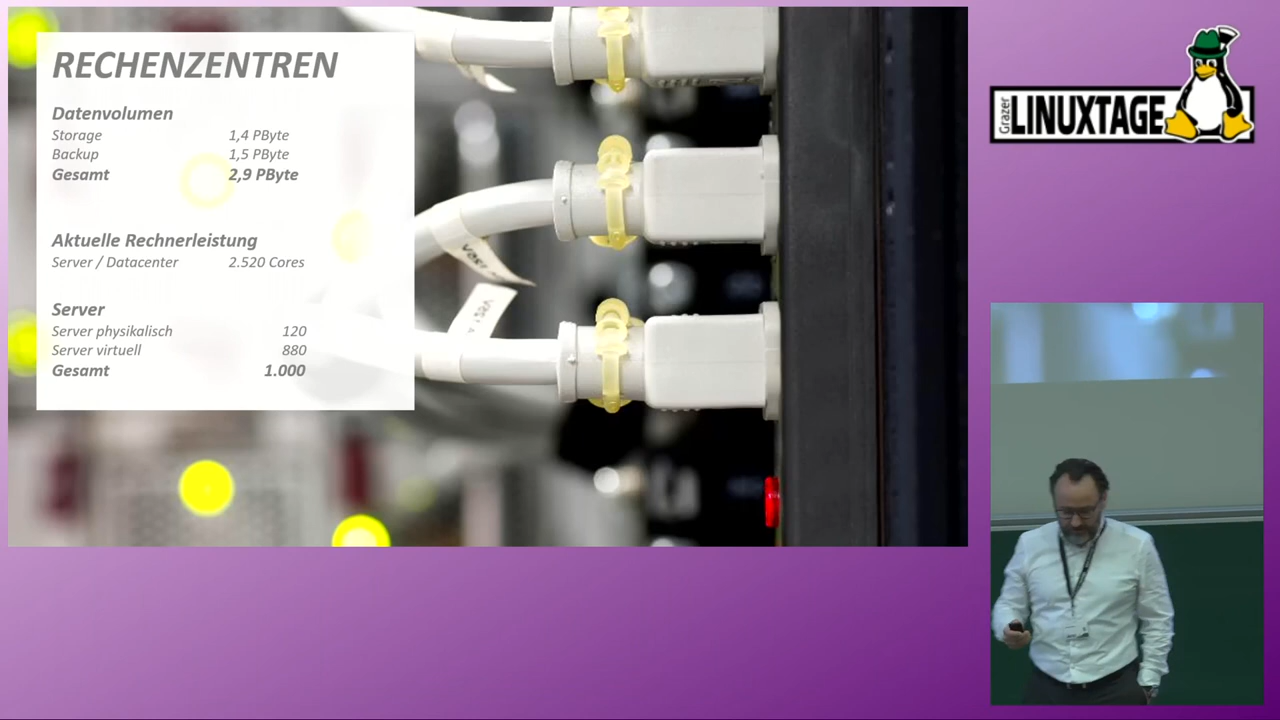 RECHENZENTREN
Datenvolumen
Storage 1,4 PByte
Backup 1,5 PByte
Gesamt 2,9 PByte
Aktuelle Rechnerleistung
Server / Datacenter 2.520 Cores
Server
Server physikalisch 120
Server virtuell 880
Gesamt 1.000
Grazer
LINUXTAGE